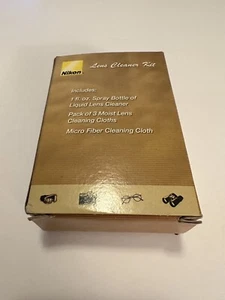 Nikon
Lens Cleaner Kit
Includes:
1 fl. oz. Spray Bottle of
Liquid Lens Cleaner
Pack of 3 Moist Lens
Cleaning Cloths
Micro Fiber Cleaning Cloth